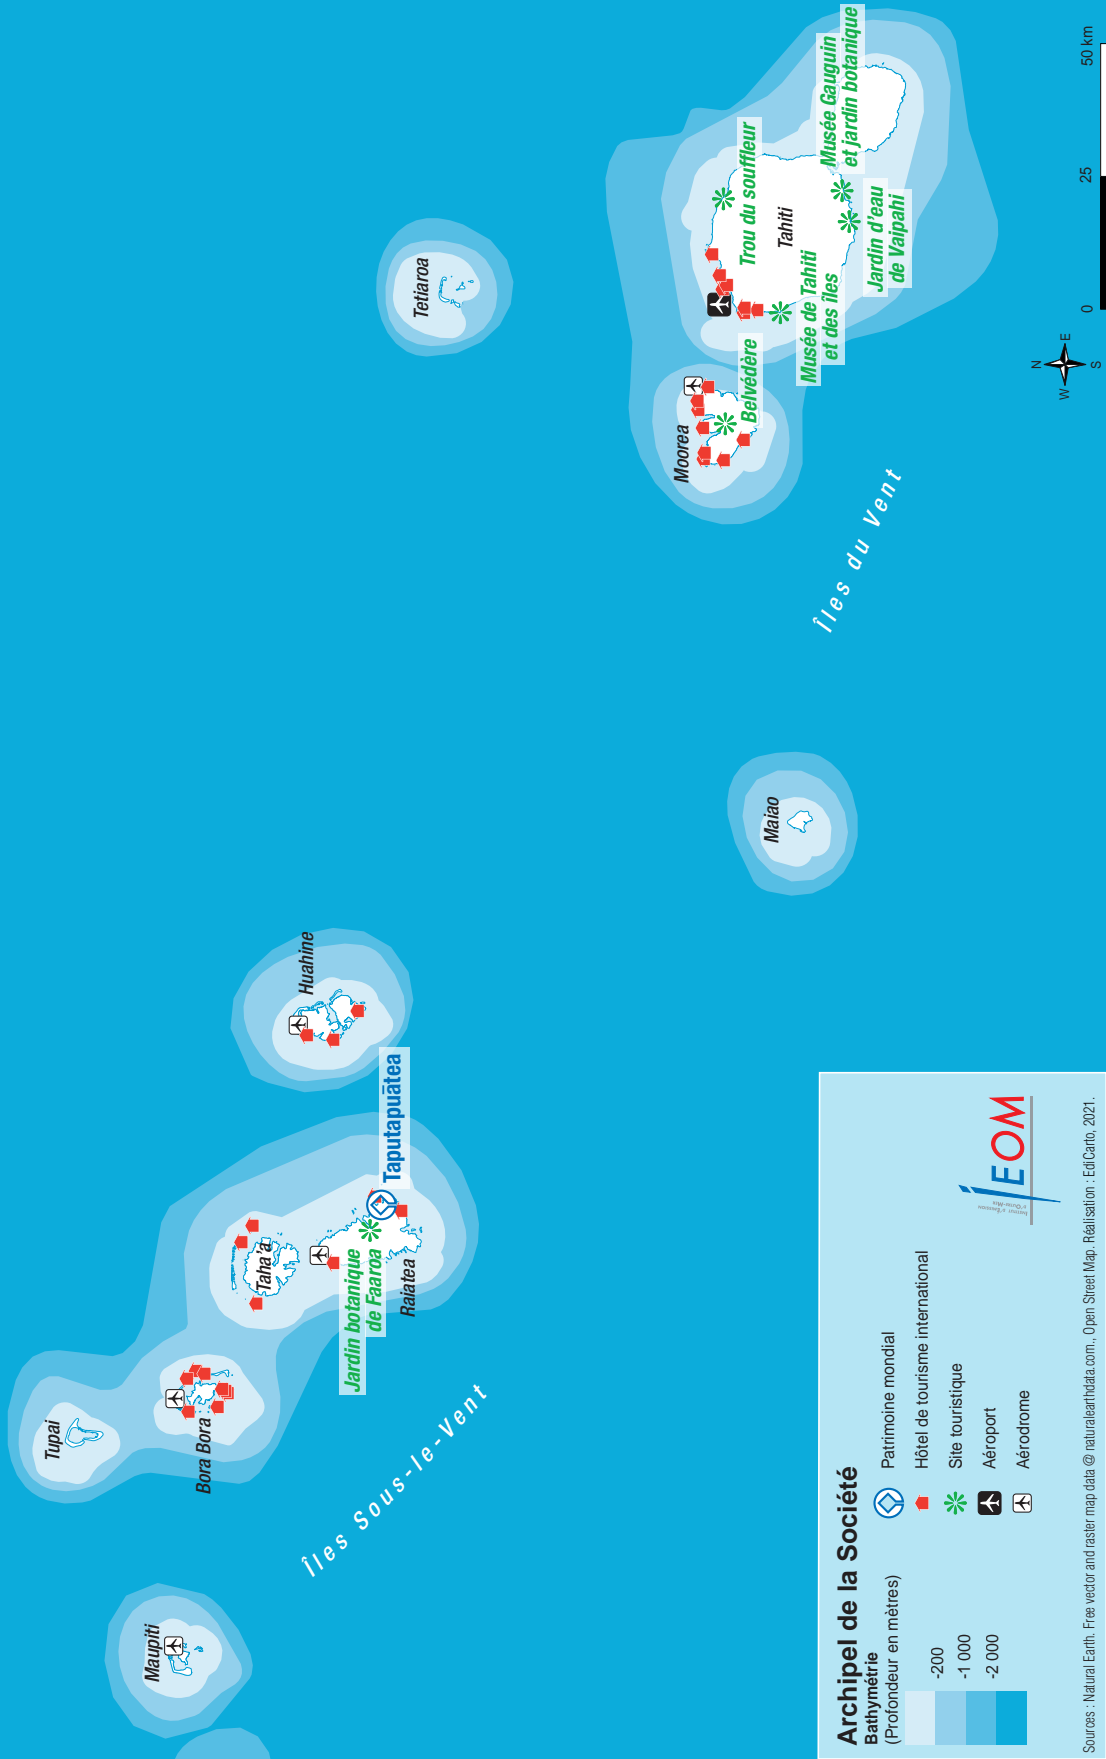 Maupiti
Tupai
Bora Bora
Taha'a
Jardin botanique
de Faaroa
Raiatea
Taputapuātea
Huahine
Îles Sous-le-Vent
Maiao
Tetiaroa
Moorea
Belvédère
Trou du souffleur
Tahiti
Musée de Tahiti
et des îles
Musée Gauguin
et jardin botanique
Jardin d'eau
de Vaipahi
Îles du Vent
N
W
E
S
0
25
50 km
Archipel de la Société
Bathymétrie
(Profondeur en mètres)
-200
-1 000
-2 000
Patrimoine mondial
Hôtel de tourisme international
Site touristique
Aéroport
Aérodrome
IEOM
Sources : Natural Earth. Free vector and raster map data @ naturalearthdata.com., Open Street Map. Réalisation : EdiCarto, 2021.